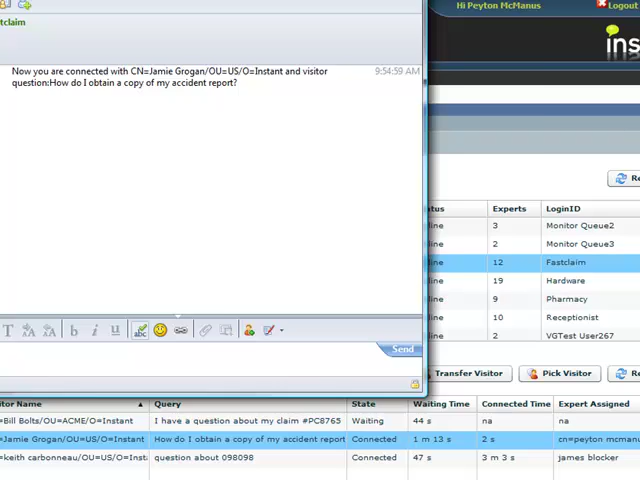 Hi Peyton McManus
Logout
tclaim
ins
Now you are connected with CN=Jamie Grogan/OU=US/O=Instant and visitor
question:How do I obtain a copy of my accident report?
9:54:59 AM
Re
tus Experts LoginID
line 3 Monitor Queue2
line 2 Monitor Queue3
line 12 Fastclaim
line 19 Hardware
line 9 Pharmacy
line 10 Receptionist
line 2 VGTest User267
T A A b i u abc
Send
Transfer Visitor Pick Visitor Re
itor Name Query State Waiting Time Connected Time Expert Assigned
=Bill Bolts/OU=ACME/O=Instant I have a question about my claim #PC8765 Waiting 44 s na na
=Jamie Grogan/OU=US/O=Instant How do I obtain a copy of my accident report Connected 1 m 13 s 2 s cn=peyton mcmanu
=keith carbonneau/OU=US/O=Insta question about 098098 Connected 47 s 3 m 3 s james blocker